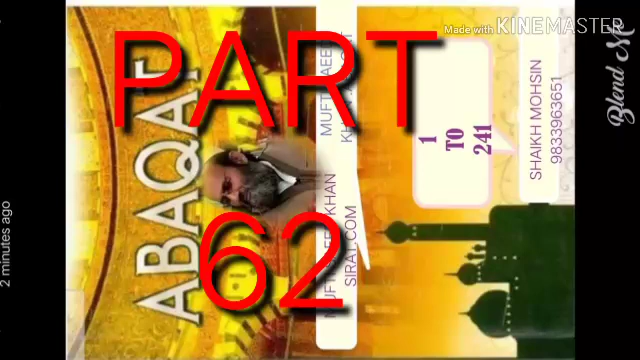 Made with KINEMASTER
PART
62
ABAQAT
1
TO
241
SHAIKH MOHSIN
9833963651
SIRAT.COM
KHAN
MUFTI
Blend Me
2 minutes ago